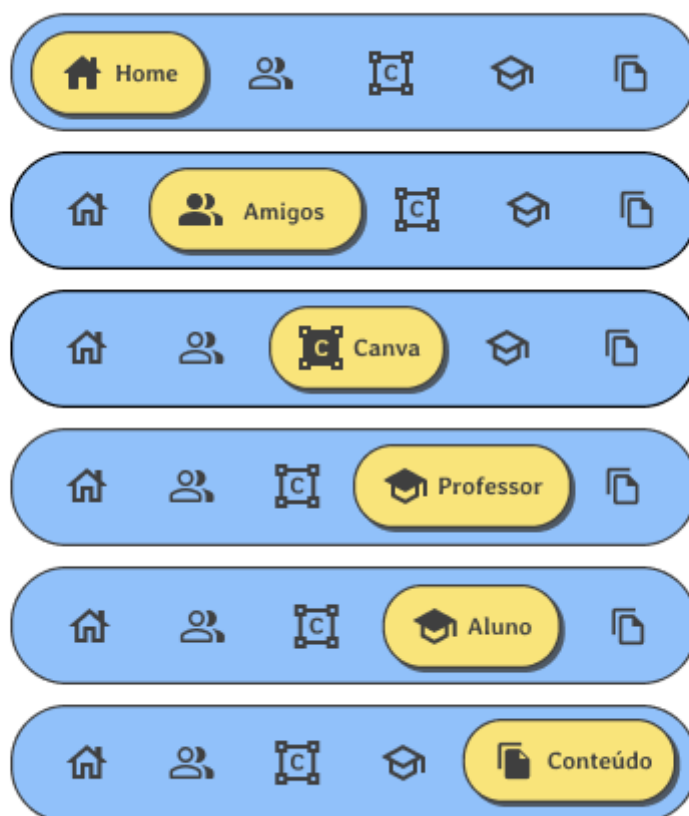 Home C
Amigos C
C Canva
C Professor
C Aluno
C Conteúdo